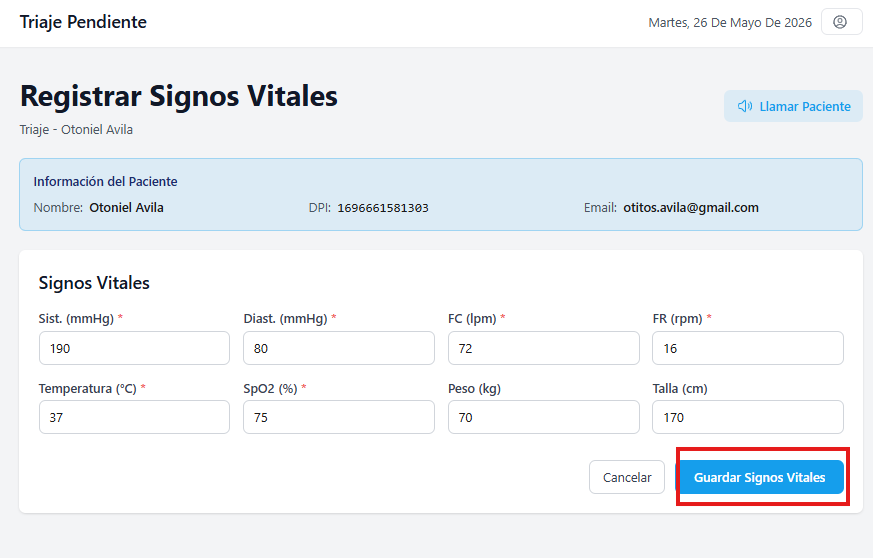 Triaje Pendiente
Martes, 26 De Mayo De 2026
Registrar Signos Vitales
Llamar Paciente
Triaje - Otoniel Avila
Información del Paciente
Nombre: Otoniel Avila DPI: 1696661581303 Email: otitos.avila@gmail.com
Signos Vitales
Sist. (mmHg) * Diast. (mmHg) * FC (lpm) * FR (rpm) *
190 80 72 16
Temperatura (°C) * SpO2 (%) * Peso (kg) Talla (cm)
37 75 70 170
Cancelar Guardar Signos Vitales